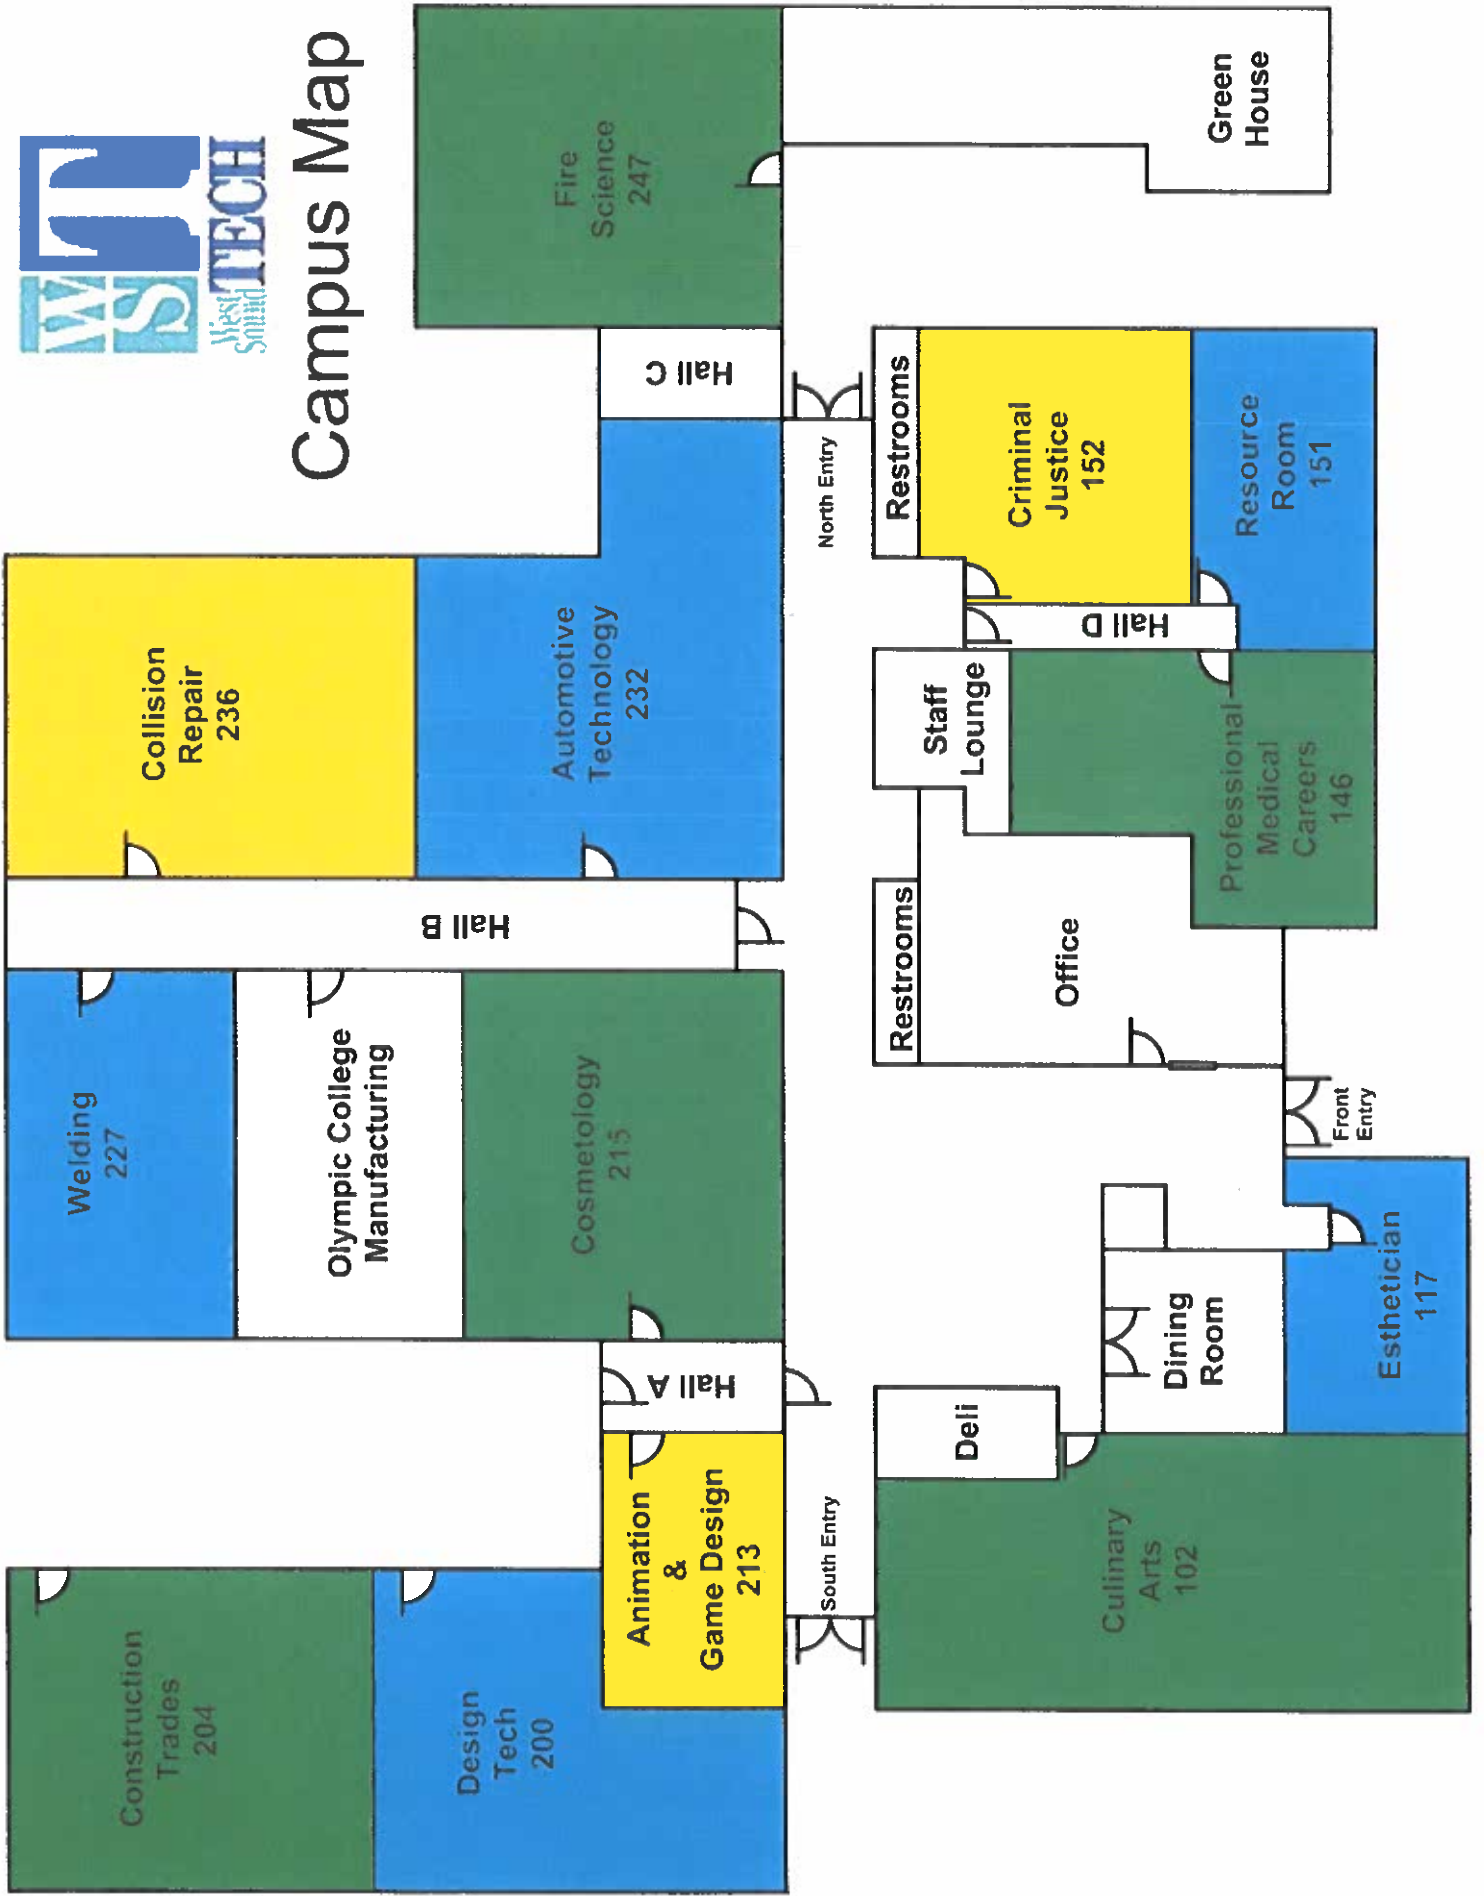 WST
West
Sound
TECH
Campus Map
Construction
Trades
204
Welding
227
Collision
Repair
236
Olympic College
Manufacturing
Hall B
Design
Tech
200
Cosmetology
215
Automotive
Technology
232
Fire
Science
247
Animation
&
Game Design
213
Hall A
Hall C
South Entry
North Entry
Restrooms
Restrooms
Deli
Staff
Lounge
Criminal
Justice
152
Culinary
Arts
102
Office
Hall D
Dining
Room
Professional
Medical
Careers
146
Resource
Room
151
Green
House
Front
Entry
Esthetician
117